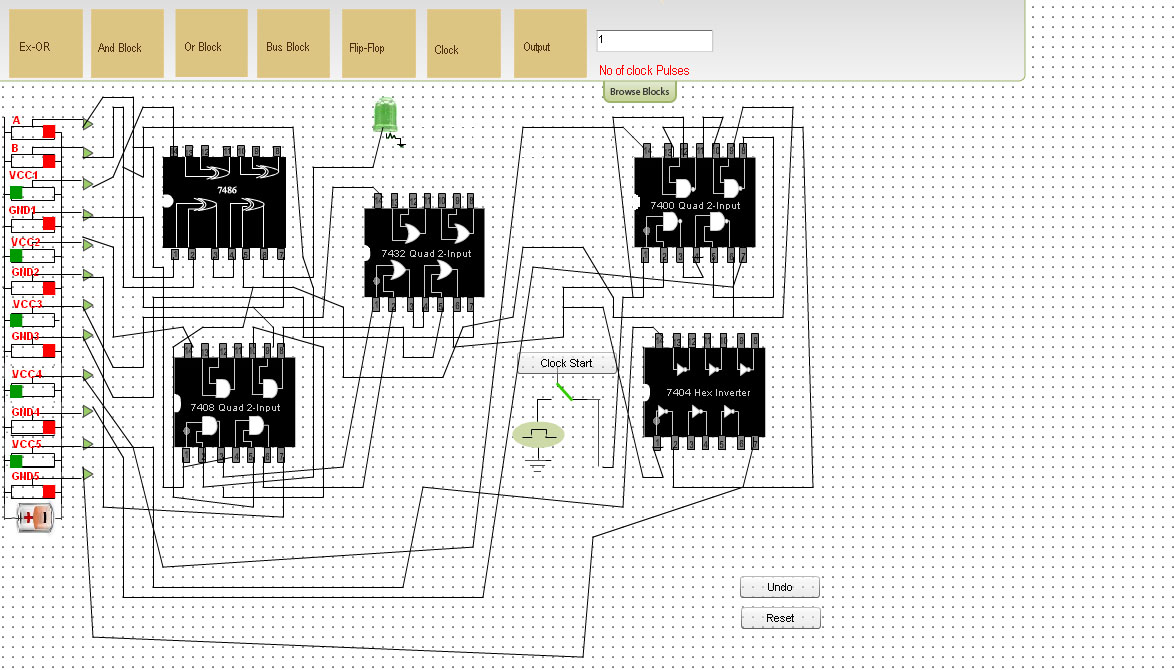 Ex-OR
And Block
Or Block
Bus Block
Flip-Flop
Clock
Output
1
No of clock Pulses
Browse Blocks
A
B
VCC1
GND1
VCC2
GND2
VCC3
GND3
VCC4
GND4
VCC5
GND5
7486
7432 Quad 2-Input
7400 Quad 2-Input
7408 Quad 2-Input
7404 Hex Inverter
Clock Start
Undo
Reset